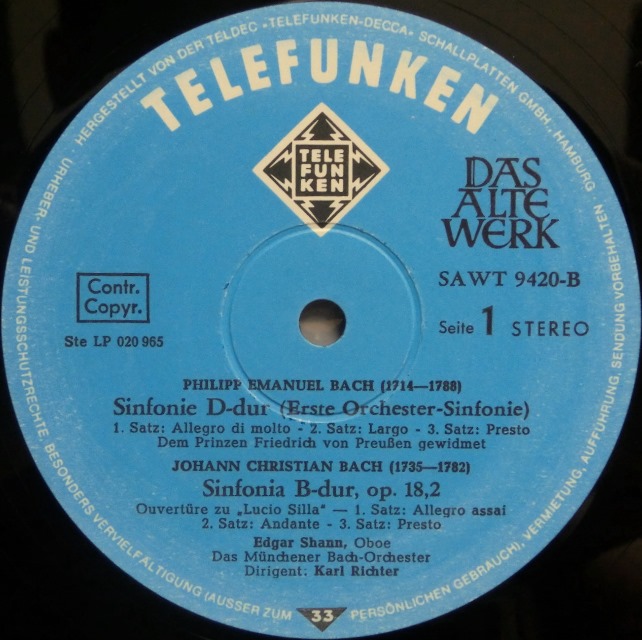 URHEBER- UND LEISTUNGSSCHUTZRECHTE BESONDERS VERVIELFÄLTIGUNG (AUSSER ZUM PERSÖNLICHEN GEBRAUCH), VERMIETUNG, AUFFÜHRUNG, SENDUNG VORBEHALTEN.
HERGESTELLT VON DER TELDEC •TELEFUNKEN-DECCA• SCHALLPLATTEN GMBH., HAMBURG
TELEFUNKEN
TELE
FUN
KEN
DAS
ALTE
WERK
Contr.
Copyr.
SAWT 9420-B
Ste LP 020 965
Seite 1 STEREO
PHILIPP EMANUEL BACH (1714—1788)
Sinfonie D-dur (Erste Orchester-Sinfonie)
1. Satz: Allegro di molto - 2. Satz: Largo - 3. Satz: Presto
Dem Prinzen Friedrich von Preußen gewidmet
JOHANN CHRISTIAN BACH (1735—1782)
Sinfonia B-dur, op. 18,2
Ouvertüre zu „Lucio Silla" — 1. Satz: Allegro assai
2. Satz: Andante - 3. Satz: Presto
Edgar Shann, Oboe
Das Münchener Bach-Orchester
Dirigent: Karl Richter
33